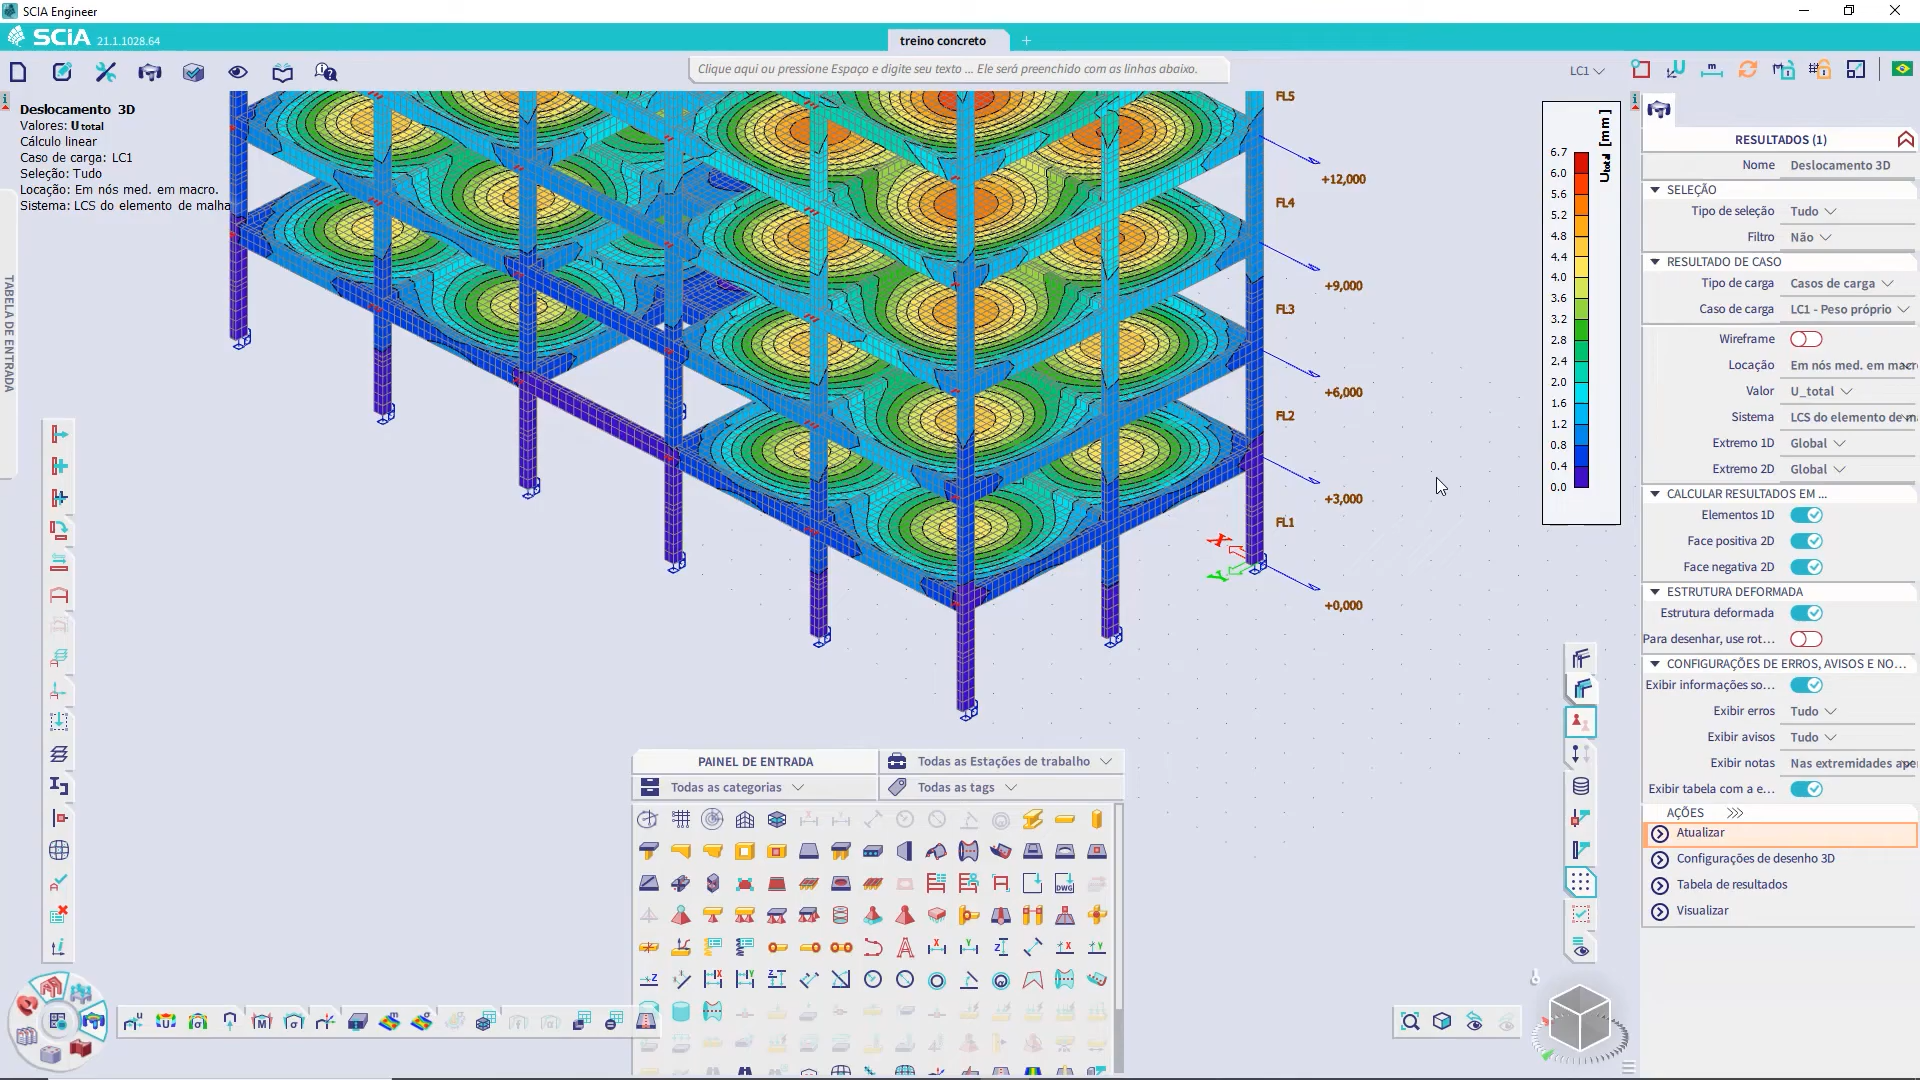 SCIA Engineer
SCiA 21.1.1028.64
treino concreto
Clique aqui ou pressione Espaço e digite seu texto ... Ele será preenchido com as linhas abaixo.
LC1
Deslocamento 3D
Valores: Utotal
Cálculo linear
Caso de carga: LC1
Seleção: Tudo
Locação: Em nós med. em macro.
Sistema: LCS do elemento de malha
TABELA DE ENTRADA
FL5
+12,000
FL4
+9,000
FL3
+6,000
FL2
+3,000
FL1
+0,000
X
Y
Utotal [mm]
6.7
6.0
5.6
5.2
4.8
4.4
4.0
3.6
3.2
2.8
2.4
2.0
1.6
1.2
0.8
0.4
0.0
RESULTADOS (1)
Nome Deslocamento 3D
SELEÇÃO
Tipo de seleção Tudo
Filtro Não
RESULTADO DE CASO
Tipo de carga Casos de carga
Caso de carga LC1 - Peso próprio
Wireframe
Locação Em nós med. em macr
Valor U_total
Sistema LCS do elemento de m
Extremo 1D Global
Extremo 2D Global
CALCULAR RESULTADOS EM ...
Elementos 1D
Face positiva 2D
Face negativa 2D
ESTRUTURA DEFORMADA
Estrutura deformada
Para desenhar, use rot...
CONFIGURAÇÕES DE ERROS, AVISOS E NO...
Exibir informações so...
Exibir erros Tudo
Exibir avisos Tudo
Exibir notas Nas extremidades ape
Exibir tabela com a e...
AÇÕES >>>
Atualizar
Configurações de desenho 3D
Tabela de resultados
Visualizar
PAINEL DE ENTRADA
Todas as Estações de trabalho
Todas as categorias
Todas as tags
DWG